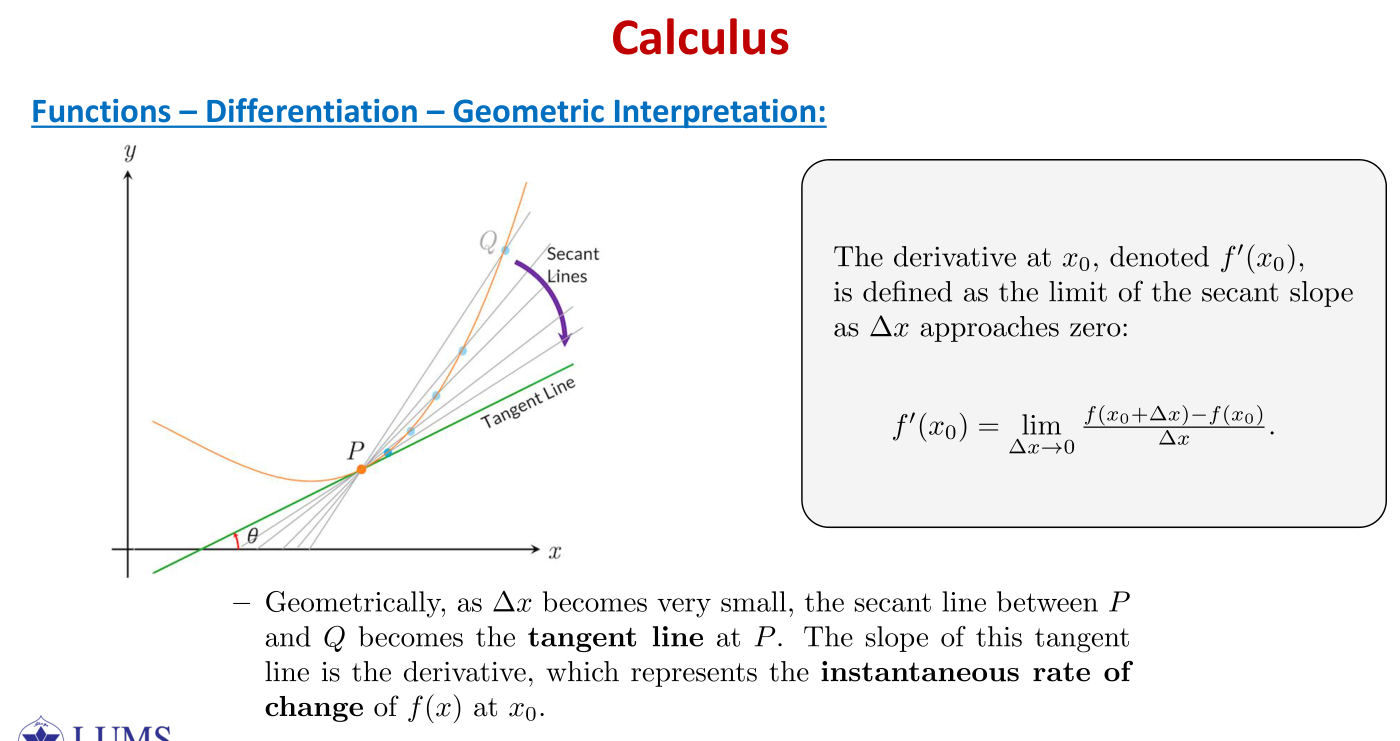 Calculus
Functions – Differentiation – Geometric Interpretation:
y
Q
Secant
Lines
Tangent Line
P
θ
x
The derivative at x₀, denoted f′(x₀),
is defined as the limit of the secant slope
as Δx approaches zero:
f′(x₀) = lim_{Δx→0} (f(x₀+Δx)−f(x₀))/Δx.
– Geometrically, as Δx becomes very small, the secant line between P
and Q becomes the tangent line at P. The slope of this tangent
line is the derivative, which represents the instantaneous rate of
change of f(x) at x₀.
LUMS